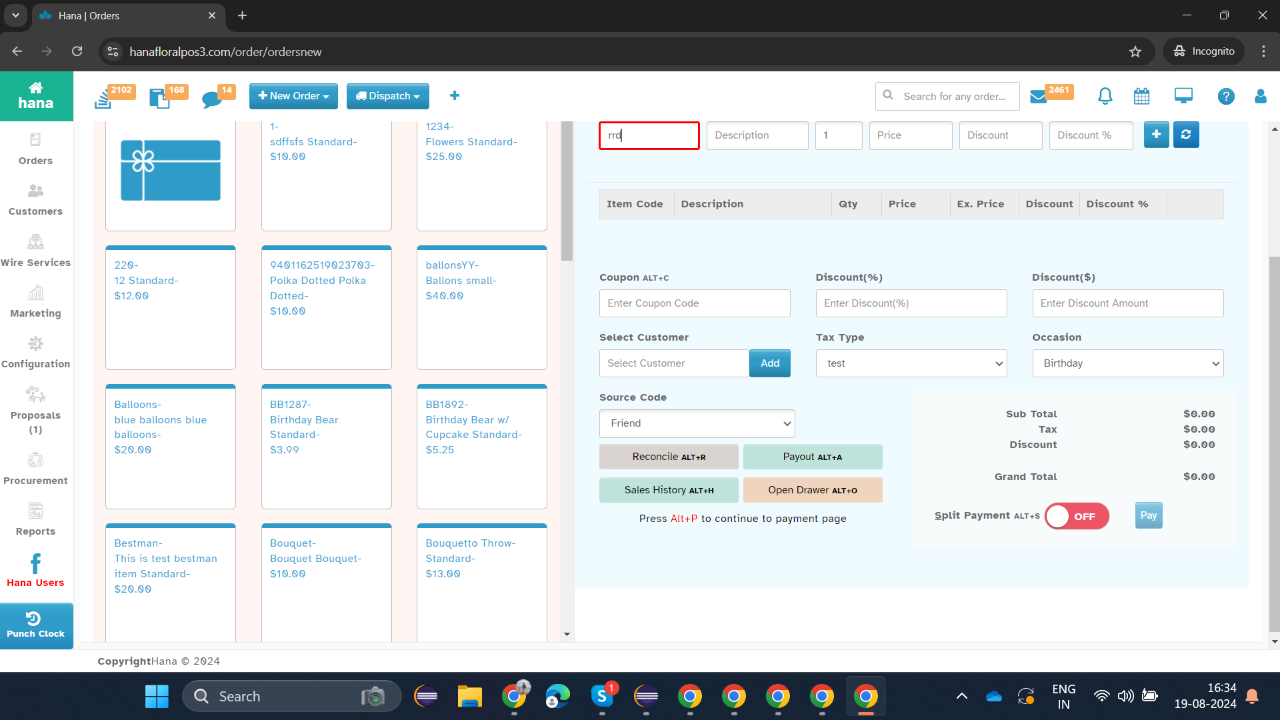 Hana | Orders
hanafloralpos3.com/order/ordersnew
Incognito
hana
2102
168
14
New Order
Dispatch
Search for any order...
2461
Orders
Customers
Wire Services
Marketing
Configuration
Proposals
(1)
Procurement
Reports
Hana Users
Punch Clock
1-
sdffsfs Standard-
$10.00
1234-
Flowers Standard-
$25.00
220-
12 Standard-
$12.00
9401162519023703-
Polka Dotted Polka
Dotted-
$10.00
ballonsYY-
Ballons small-
$40.00
Balloons-
blue balloons blue
balloons-
$20.00
BB1287-
Birthday Bear
Standard-
$3.99
BB1892-
Birthday Bear w/
Cupcake Standard-
$5.25
Bestman-
This is test bestman
item Standard-
$20.00
Bouquet-
Bouquet Bouquet-
$10.00
Bouquetto Throw-
Standard-
$13.00
rrd Description 1 Price Discount Discount %
Item Code Description Qty Price Ex. Price Discount Discount %
Coupon ALT+C Discount(%) Discount($)
Enter Coupon Code Enter Discount(%) Enter Discount Amount
Select Customer Tax Type Occasion
Select Customer Add test Birthday
Source Code
Friend
Reconcile ALT+R Payout ALT+A
Sales History ALT+H Open Drawer ALT+O
Press Alt+P to continue to payment page
Sub Total $0.00
Tax $0.00
Discount $0.00
Grand Total $0.00
Split Payment ALT+S OFF Pay
CopyrightHana © 2024
Search
1
ENG
IN
16:34
19-08-2024